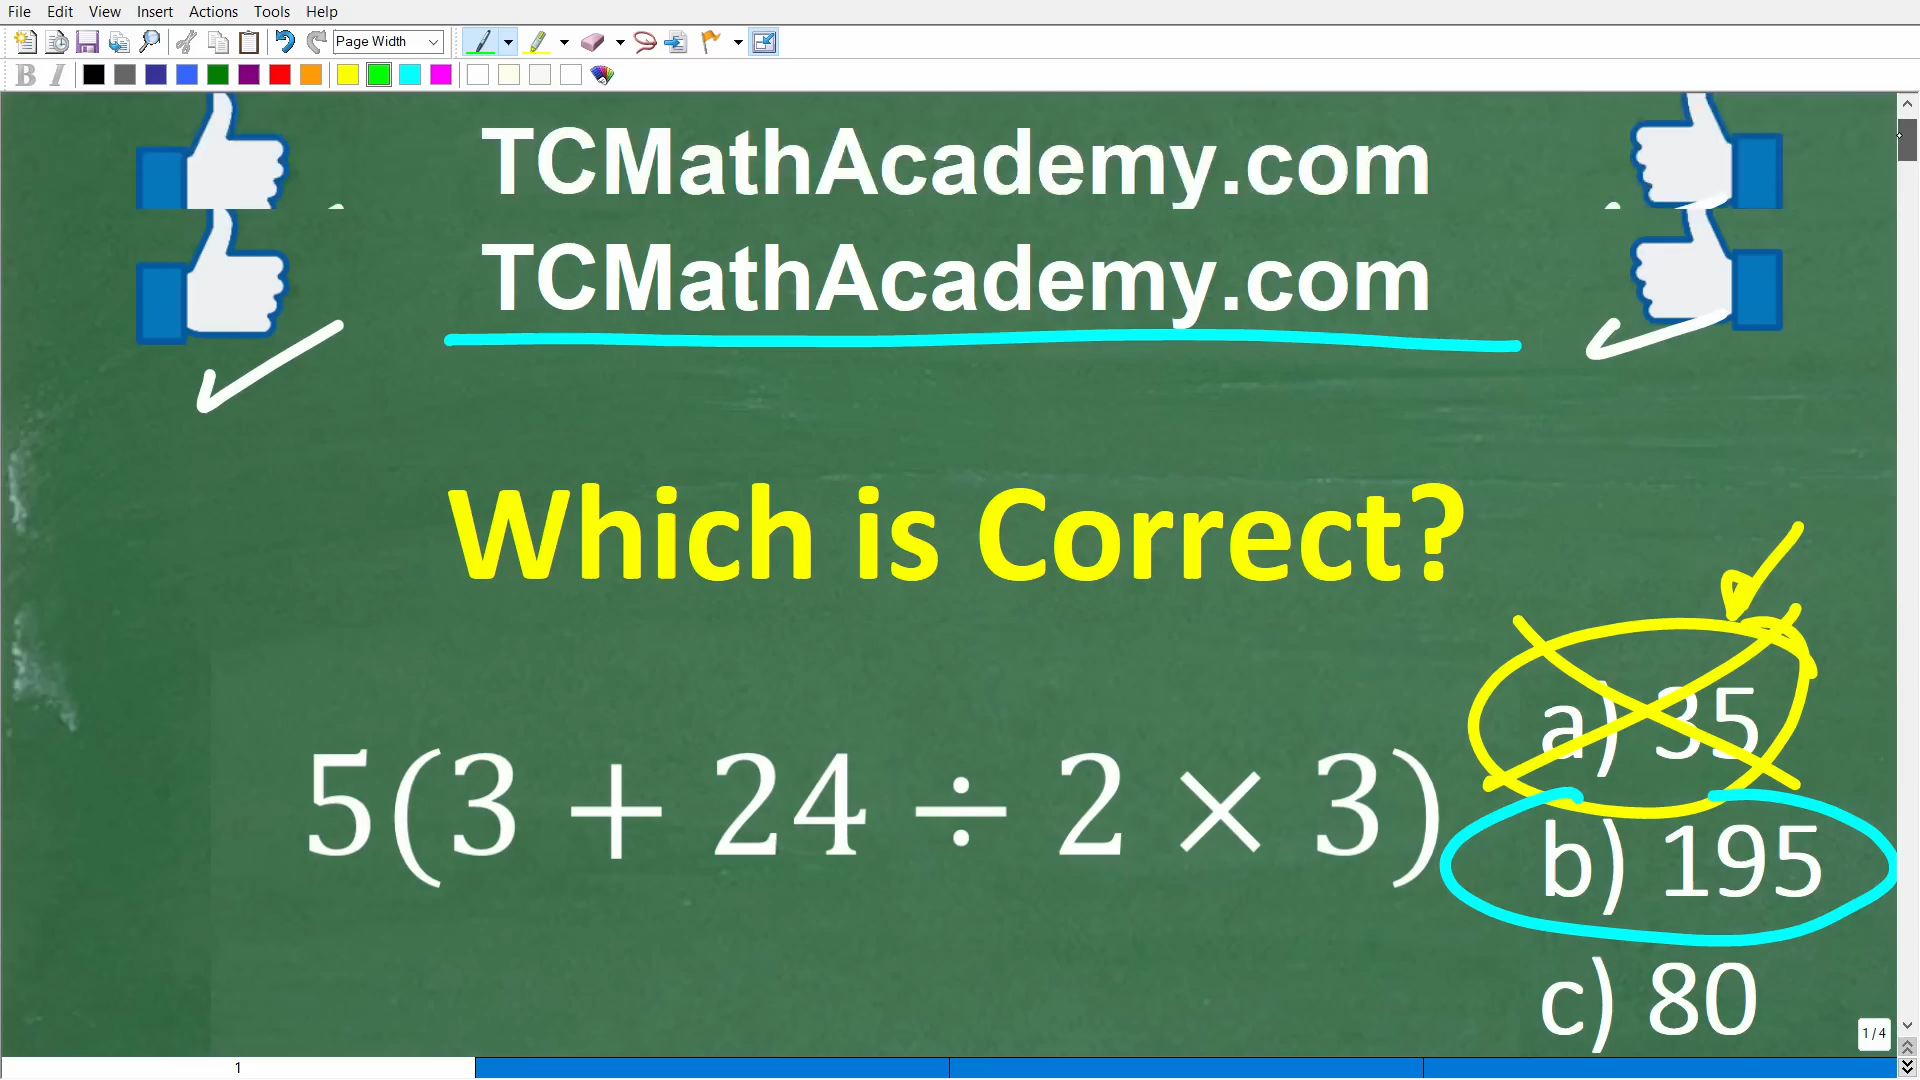 File Edit View Insert Actions Tools Help
Page Width
B I
TCMathAcademy.com
TCMathAcademy.com
Which is Correct?
5(3 + 24 ÷ 2 × 3)
a) 35
b) 195
c) 80
1 / 4
1